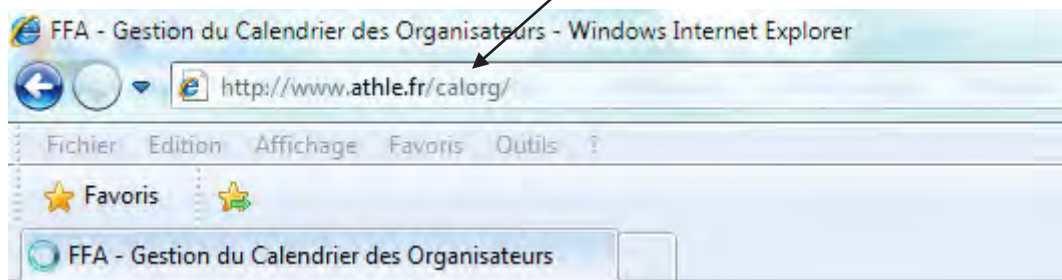 FFA - Gestion du Calendrier des Organisateurs - Windows Internet Explorer
http://www.athle.fr/calorg/
Fichier Edition Affichage Favoris Outils ?
Favoris
FFA - Gestion du Calendrier des Organisateurs